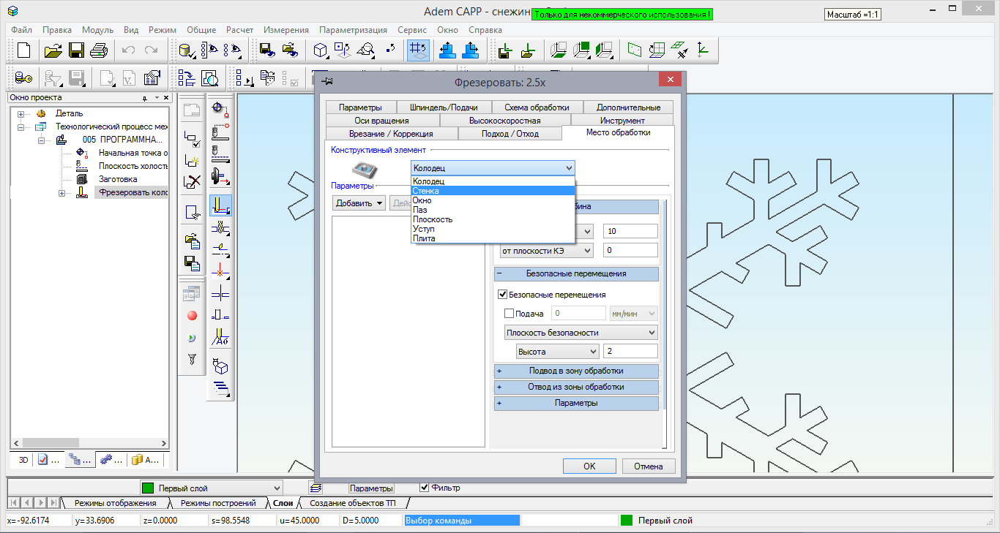 Adem CAPP - снежин
Только для некоммерческого использования !
Масштаб =1:1
Файл Правка Модуль Вид Режим Общие Расчет Измерения Параметризация Сервис Окно Справка
Окно проекта
Деталь
Технологический процесс мех
005 ПРОГРАММНА...
Начальная точка о
Плоскость холост
Заготовка
Фрезеровать коло
3D ... ... ... A...
Фрезеровать: 2.5x
Параметры Шпиндель/Подачи Схема обработки Дополнительные
Оси вращения Высокоскоростная Инструмент
Врезание / Коррекция Подход / Отход Место обработки
Конструктивный элемент
Колодец
Колодец
Стенка
Окно
Паз
Плоскость
Уступ
Плита
Параметры
Добавить Дейс
бина
10
от плоскости КЭ 0
− Безопасные перемещения
Безопасные перемещения
Подача 0 мм/мин
Плоскость безопасности
Высота 2
+ Подвод в зону обработки
+ Отвод из зоны обработки
+ Параметры
OK Отмена
Первый слой Параметры Фильтр
Режимы отображения Режимы построений Слои Создание объектов ТП
x=-92.6174 y=33.6906 z=0.0000 s=98.5548 u=45.0000 D=5.0000 Выбор команды Первый слой